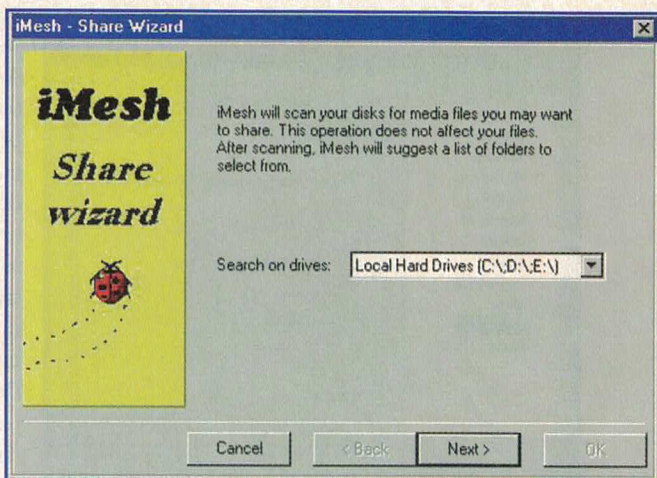 iMesh - Share Wizard
iMesh
Share
wizard
iMesh will scan your disks for media files you may want
to share. This operation does not affect your files.
After scanning, iMesh will suggest a list of folders to
select from.
Search on drives: Local Hard Drives (C:\;D:\;E:\)
Cancel < Back Next > OK